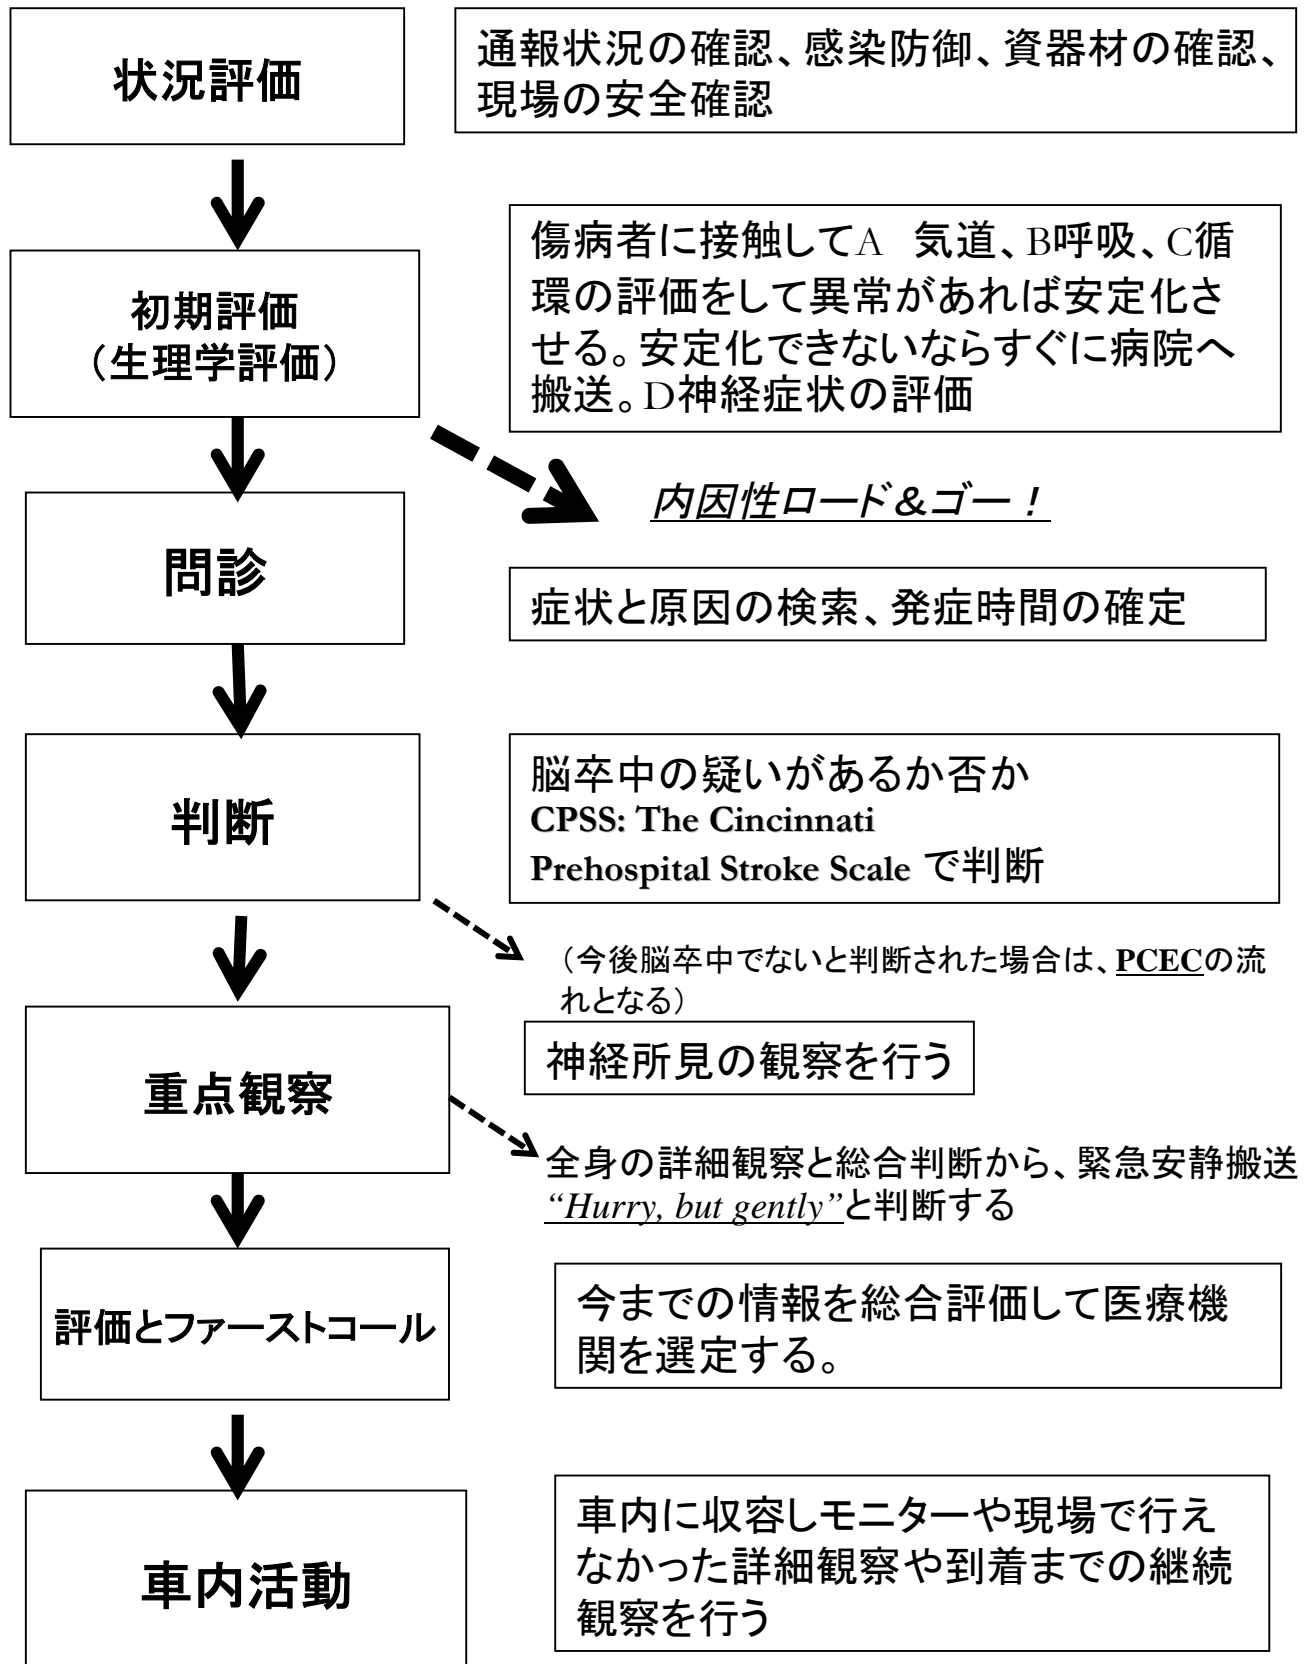 状況評価
通報状況の確認、感染防御、資器材の確認、
現場の安全確認
初期評価
（生理学評価）
傷病者に接触してA　気道、B呼吸、C循
環の評価をして異常があれば安定化さ
せる。安定化できないならすぐに病院へ
搬送。D神経症状の評価
内因性ロード&ゴー！
問診
症状と原因の検索、発症時間の確定
判断
脳卒中の疑いがあるか否か
CPSS: The Cincinnati
Prehospital Stroke Scale で判断
（今後脳卒中でないと判断された場合は、PCECの流
れとなる）
重点観察
神経所見の観察を行う
全身の詳細観察と総合判断から、緊急安静搬送
“Hurry, but gently”と判断する
評価とファーストコール
今までの情報を総合評価して医療機
関を選定する。
車内活動
車内に収容しモニターや現場で行え
なかった詳細観察や到着までの継続
観察を行う